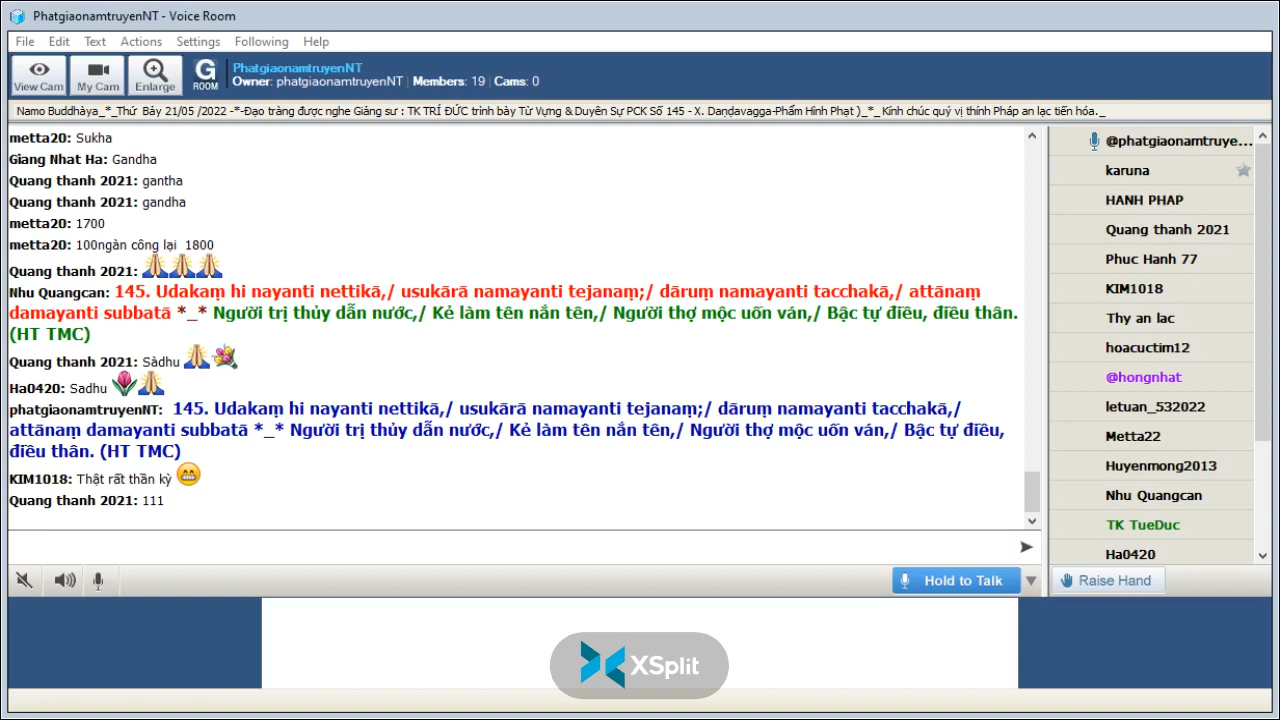 PhatgiaonamtruyenNT - Voice Room
File Edit Text Actions Settings Following Help
View Cam My Cam Enlarge G ROOM
PhatgiaonamtruyenNT
Owner: phatgiaonamtruyenNT | Members: 19 | Cams: 0
Namo Buddhàya_*_Thứ Bảy 21/05 /2022 -*-Đạo tràng được nghe Giảng sư : TK TRÍ ĐỨC trình bày Từ Vựng & Duyên Sự PCK Số 145 - X. Daṇḍavagga-Phẩm Hình Phạt )_*_ Kính chúc quý vị thính Pháp an lạc tiến hóa._
metta20: Sukha
Giang Nhat Ha: Gandha
Quang thanh 2021: gantha
Quang thanh 2021: gandha
metta20: 1700
metta20: 100ngàn công lại 1800
Quang thanh 2021:
Nhu Quangcan: 145. Udakaṃ hi nayanti nettikā,/ usukārā namayanti tejanaṃ;/ dāruṃ namayanti tacchakā,/ attānaṃ
damayanti subbatā *_* Người trị thủy dẫn nước,/ Kẻ làm tên nắn tên,/ Người thợ mộc uốn ván,/ Bậc tự điều, điều thân.
(HT TMC)
Quang thanh 2021: Sàdhu
Ha0420: Sadhu
phatgiaonamtruyenNT: 145. Udakaṃ hi nayanti nettikā,/ usukārā namayanti tejanaṃ;/ dāruṃ namayanti tacchakā,/
attānaṃ damayanti subbatā *_* Người trị thủy dẫn nước,/ Kẻ làm tên nắn tên,/ Người thợ mộc uốn ván,/ Bậc tự điều,
điều thân. (HT TMC)
KIM1018: Thật rất thần kỳ
Quang thanh 2021: 111
@phatgiaonamtruye...
karuna
HANH PHAP
Quang thanh 2021
Phuc Hanh 77
KIM1018
Thy an lac
hoacuctim12
@hongnhat
letuan_532022
Metta22
Huyenmong2013
Nhu Quangcan
TK TueDuc
Ha0420
Hold to Talk
Raise Hand
XSplit